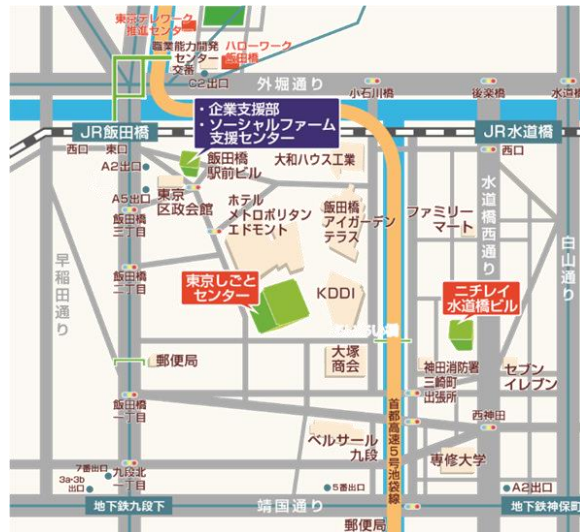 東京テレワーク
推進センター
職業能力開発
センター
交番
ハローワーク
飯田橋
C2出口
外堀通り
小石川橋
後楽橋
水道橋
・企業支援部
・ソーシャルファーム
支援センター
JR飯田橋
JR水道橋
西口
東口
西口
A2出口
飯田橋
駅前ビル
大和ハウス工業
A5出口
東京
区政会館
飯田橋
三丁目
ホテル
メトロポリタン
エドモント
飯田橋
アイガーデン
テラス
ファミリー
マート
水道橋西通り
白山通り
早稲田通り
飯田橋
二丁目
東京しごと
センター
KDDI
ニチレイ
水道橋ビル
郵便局
大塚
商会
神田消防署
三崎町
出張所
セブン
イレブン
飯田橋
一丁目
首都高速5号池袋線
西神田
ベルサール
九段
専修大学
7番出口
3a・3b
出口
九段北
一丁目
5番出口
A2出口
地下鉄九段下
靖国通り
地下鉄神保町
郵便局